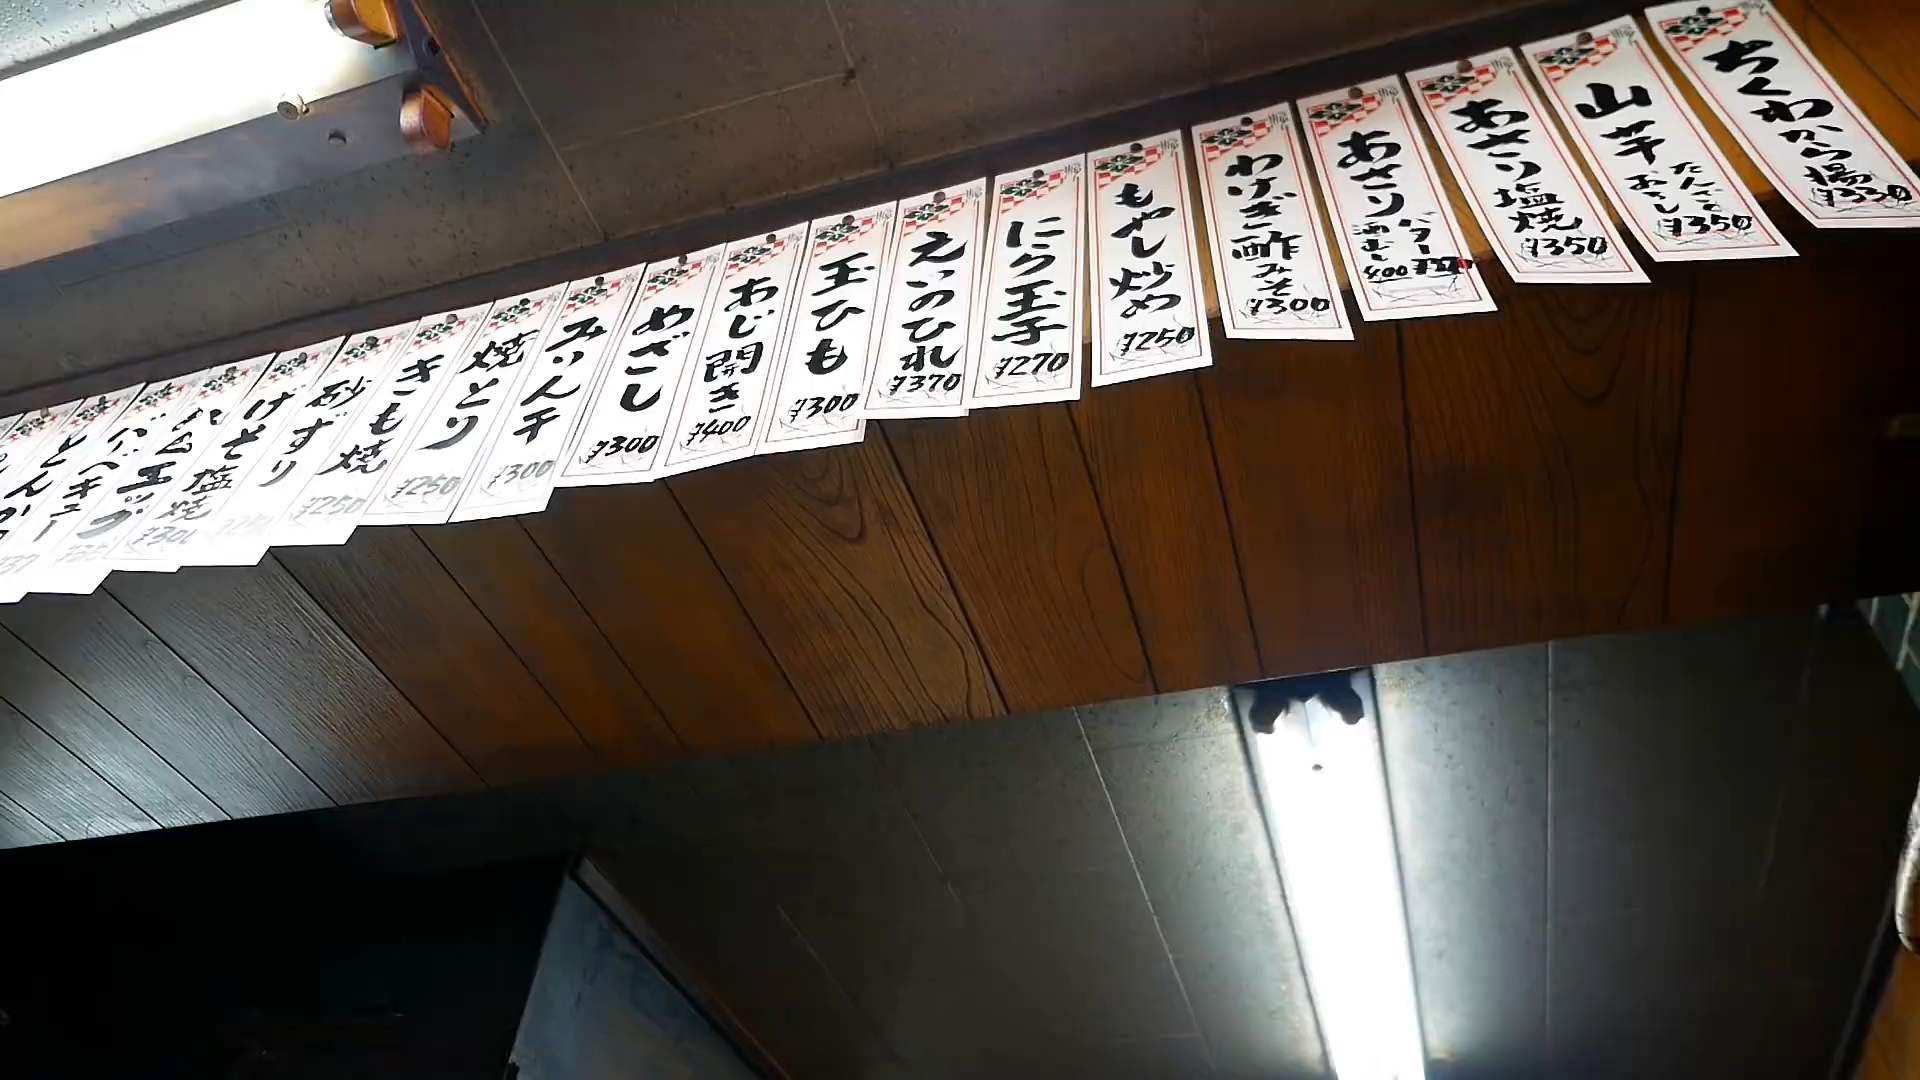 ちくわから揚
¥330
山芋
たんざく
おろし
¥350
あさり塩焼
¥350
あさり
バター
酒むし
400
わけぎ酢みそ
¥300
もやし炒め
¥250
にら玉子
¥270
えいのひれ
¥370
玉ひも
¥300
あじ開き
¥400
めざし
¥300
みりん干
¥300
焼とり
¥250
きも焼
¥250
砂ずり
げそ塩焼
¥300
ハムエッグ